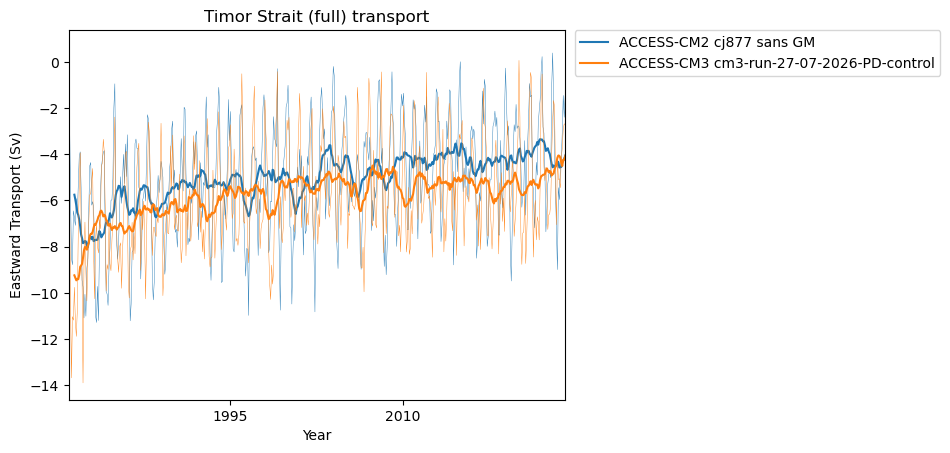 Timor Strait (full) transport
ACCESS-CM2 cj877 sans GM
ACCESS-CM3 cm3-run-27-07-2026-PD-control
Eastward Transport (Sv)
0
−2
−4
−6
−8
−10
−12
−14
1995
2010
Year